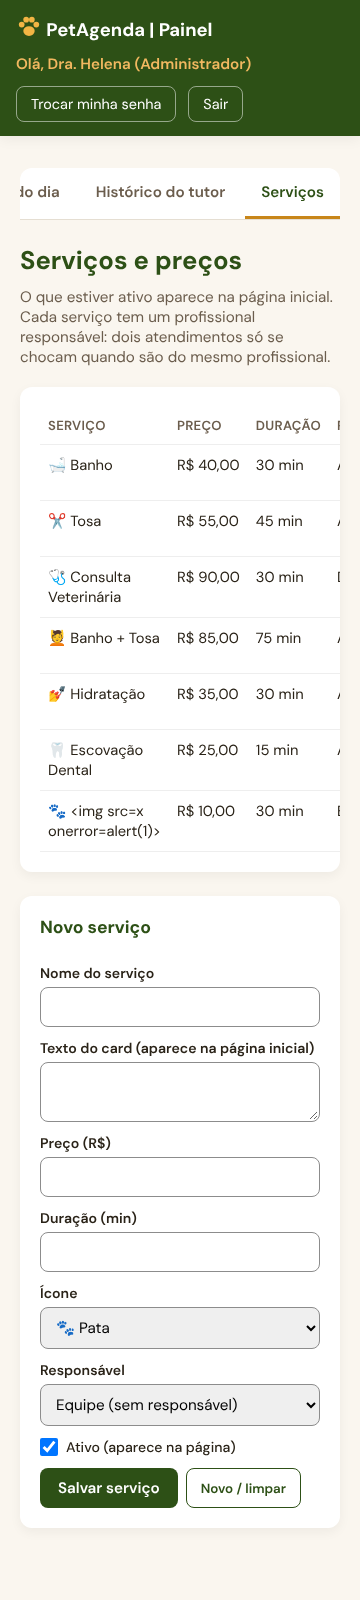 PetAgenda | Painel
Olá, Dra. Helena (Administrador)
Trocar minha senha
Sair
do dia
Histórico do tutor
Serviços
Serviços e preços
O que estiver ativo aparece na página inicial.
Cada serviço tem um profissional
responsável: dois atendimentos só se
chocam quando são do mesmo profissional.
SERVIÇO PREÇO DURAÇÃO
Banho R$ 40,00 30 min
Tosa R$ 55,00 45 min
Consulta R$ 90,00 30 min
Veterinária
Banho + Tosa R$ 85,00 75 min
Hidratação R$ 35,00 30 min
Escovação R$ 25,00 15 min
Dental
<img src=x R$ 10,00 30 min
onerror=alert(1)>
Novo serviço
Nome do serviço
Texto do card (aparece na página inicial)
Preço (R$)
Duração (min)
Ícone
Pata
Responsável
Equipe (sem responsável)
Ativo (aparece na página)
Salvar serviço
Novo / limpar